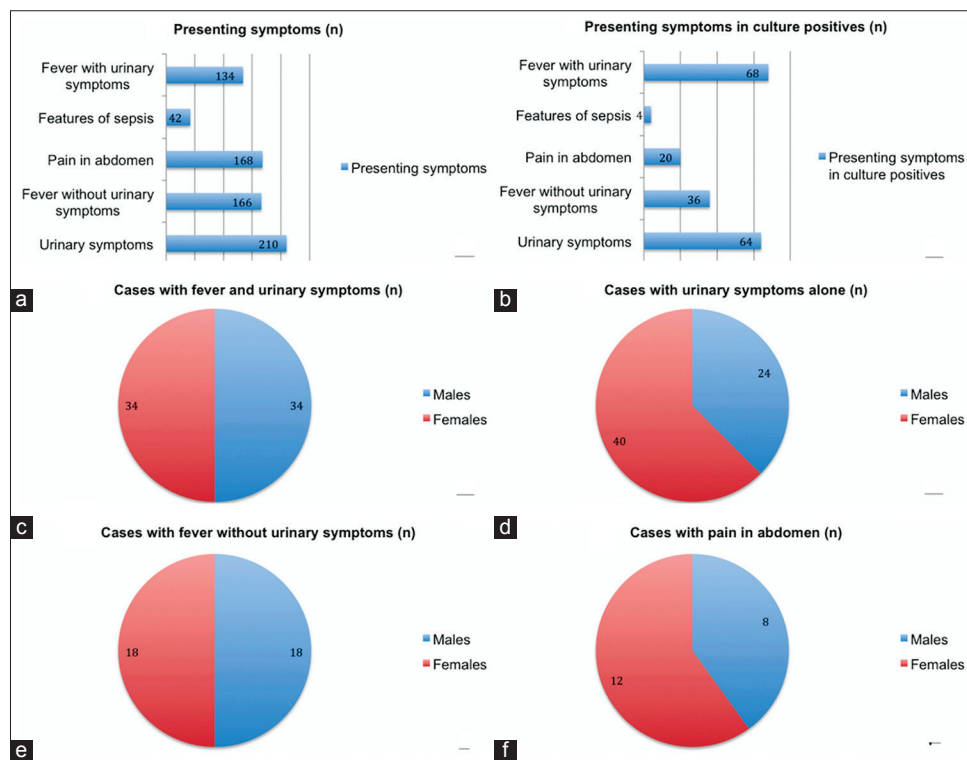 Presenting symptoms (n)
Fever with urinary
symptoms
134
Features of sepsis
42
Pain in abdomen
168
Fever without urinary
symptoms
166
Urinary symptoms
210
Presenting symptoms
a
Presenting symptoms in culture positives (n)
Fever with urinary
symptoms
68
Features of sepsis
4
Pain in abdomen
20
Fever without urinary
symptoms
36
Urinary symptoms
64
Presenting symptoms
in culture positives
b
Cases with fever and urinary symptoms (n)
34
34
Males
Females
c
Cases with urinary symptoms alone (n)
24
40
Males
Females
d
Cases with fever without urinary symptoms (n)
18
18
Males
Females
e
Cases with pain in abdomen (n)
8
12
Males
Females
f